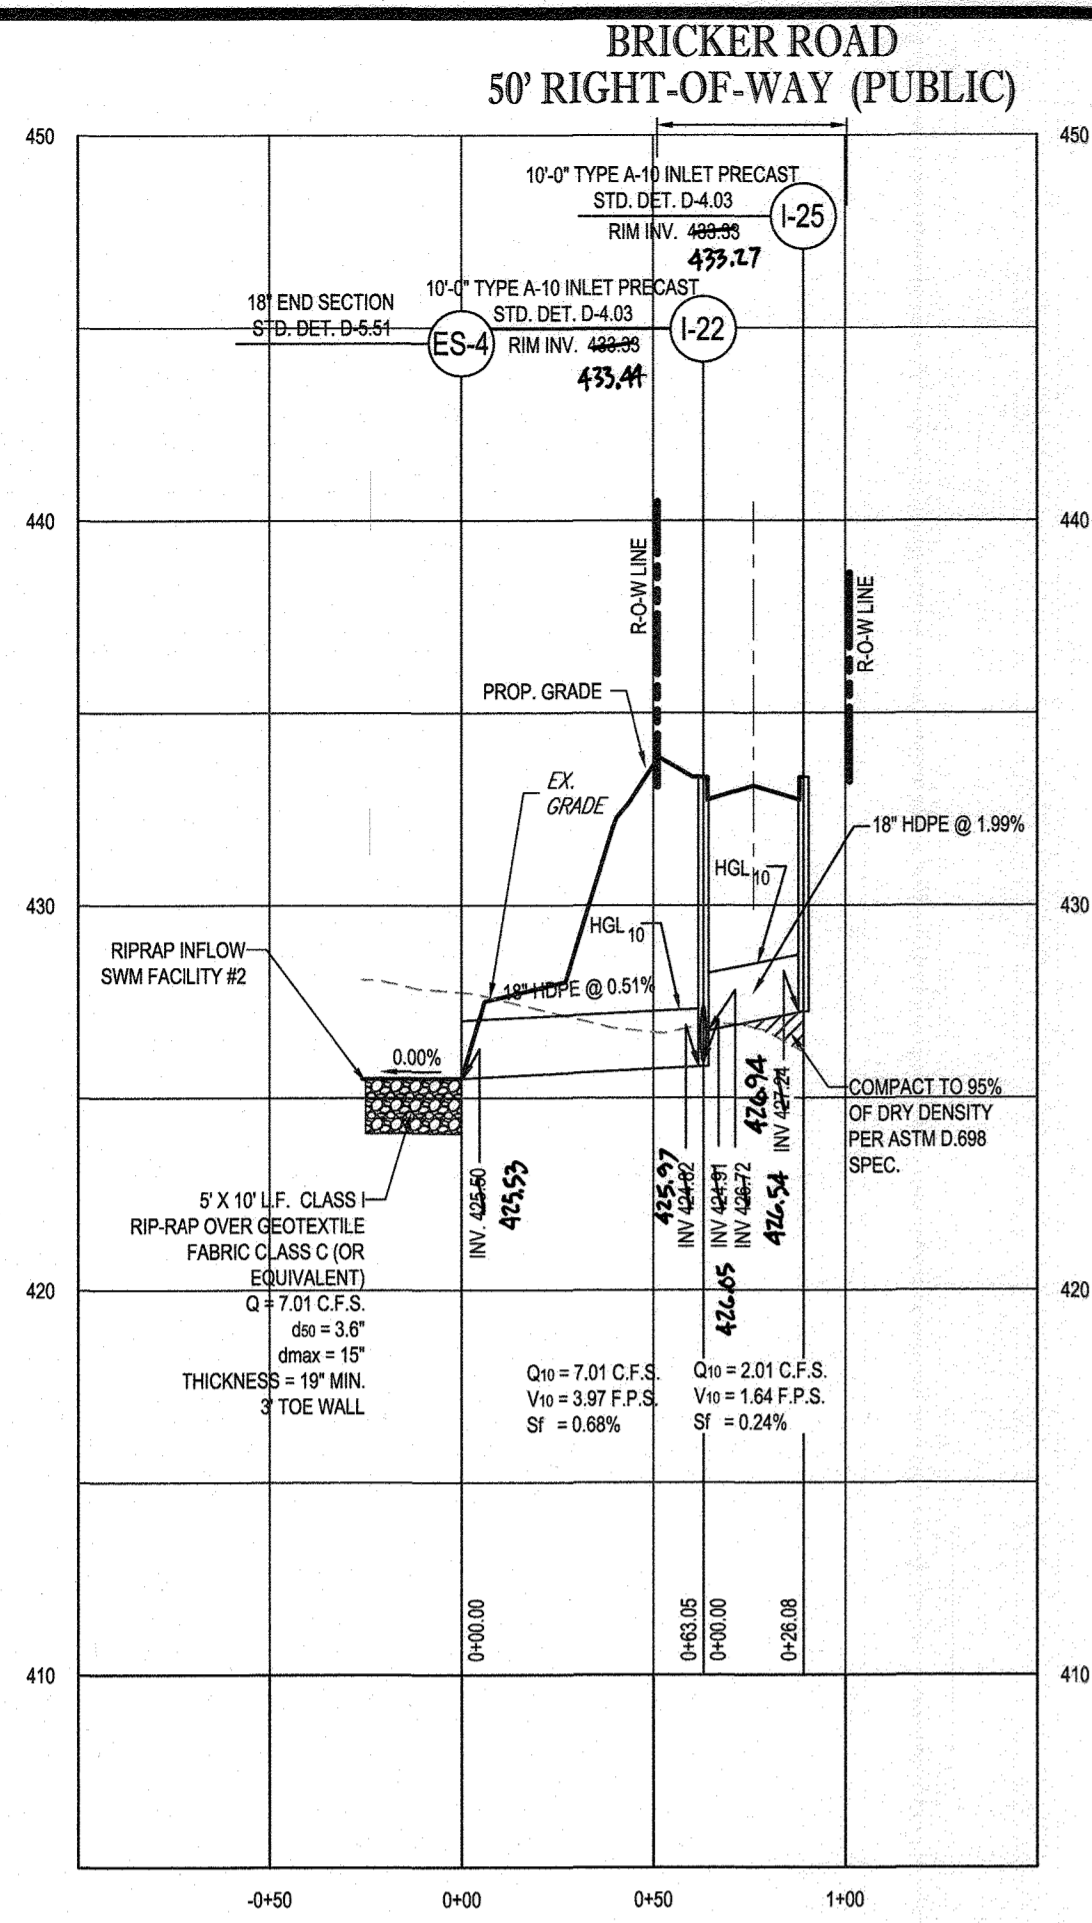 BRICKER ROAD
50' RIGHT-OF-WAY (PUBLIC)
450
450
10'-0" TYPE A-10 INLET PRECAST
STD. DET. D-4.03
RIM INV. 433.33
433.27
I-25
10'-0" TYPE A-10 INLET PRECAST
STD. DET. D-4.03
RIM INV. 433.33
433.44
I-22
18" END SECTION
STD. DET. D-5.51
ES-4
440
440
R-O-W LINE
R-O-W LINE
PROP. GRADE
EX.
GRADE
18" HDPE @ 1.99%
HGL10
430
430
HGL10
RIPRAP INFLOW
SWM FACILITY #2
18" HDPE @ 0.51%
0.00%
COMPACT TO 95%
OF DRY DENSITY
PER ASTM D.698
SPEC.
INV. 425.50
425.53
425.97
INV 424.82
INV 424.91
426.05
INV 426.72
426.54
426.94
INV 427.24
5' X 10' L.F. CLASS I
RIP-RAP OVER GEOTEXTILE
FABRIC CLASS C (OR
EQUIVALENT)
Q = 7.01 C.F.S.
d50 = 3.6"
dmax = 15"
THICKNESS = 19" MIN.
3' TOE WALL
420
420
Q10 = 7.01 C.F.S.
V10 = 3.97 F.P.S.
Sf = 0.68%
Q10 = 2.01 C.F.S.
V10 = 1.64 F.P.S.
Sf = 0.24%
0+00.00
0+63.05
0+00.00
0+26.08
410
410
-0+50
0+00
0+50
1+00